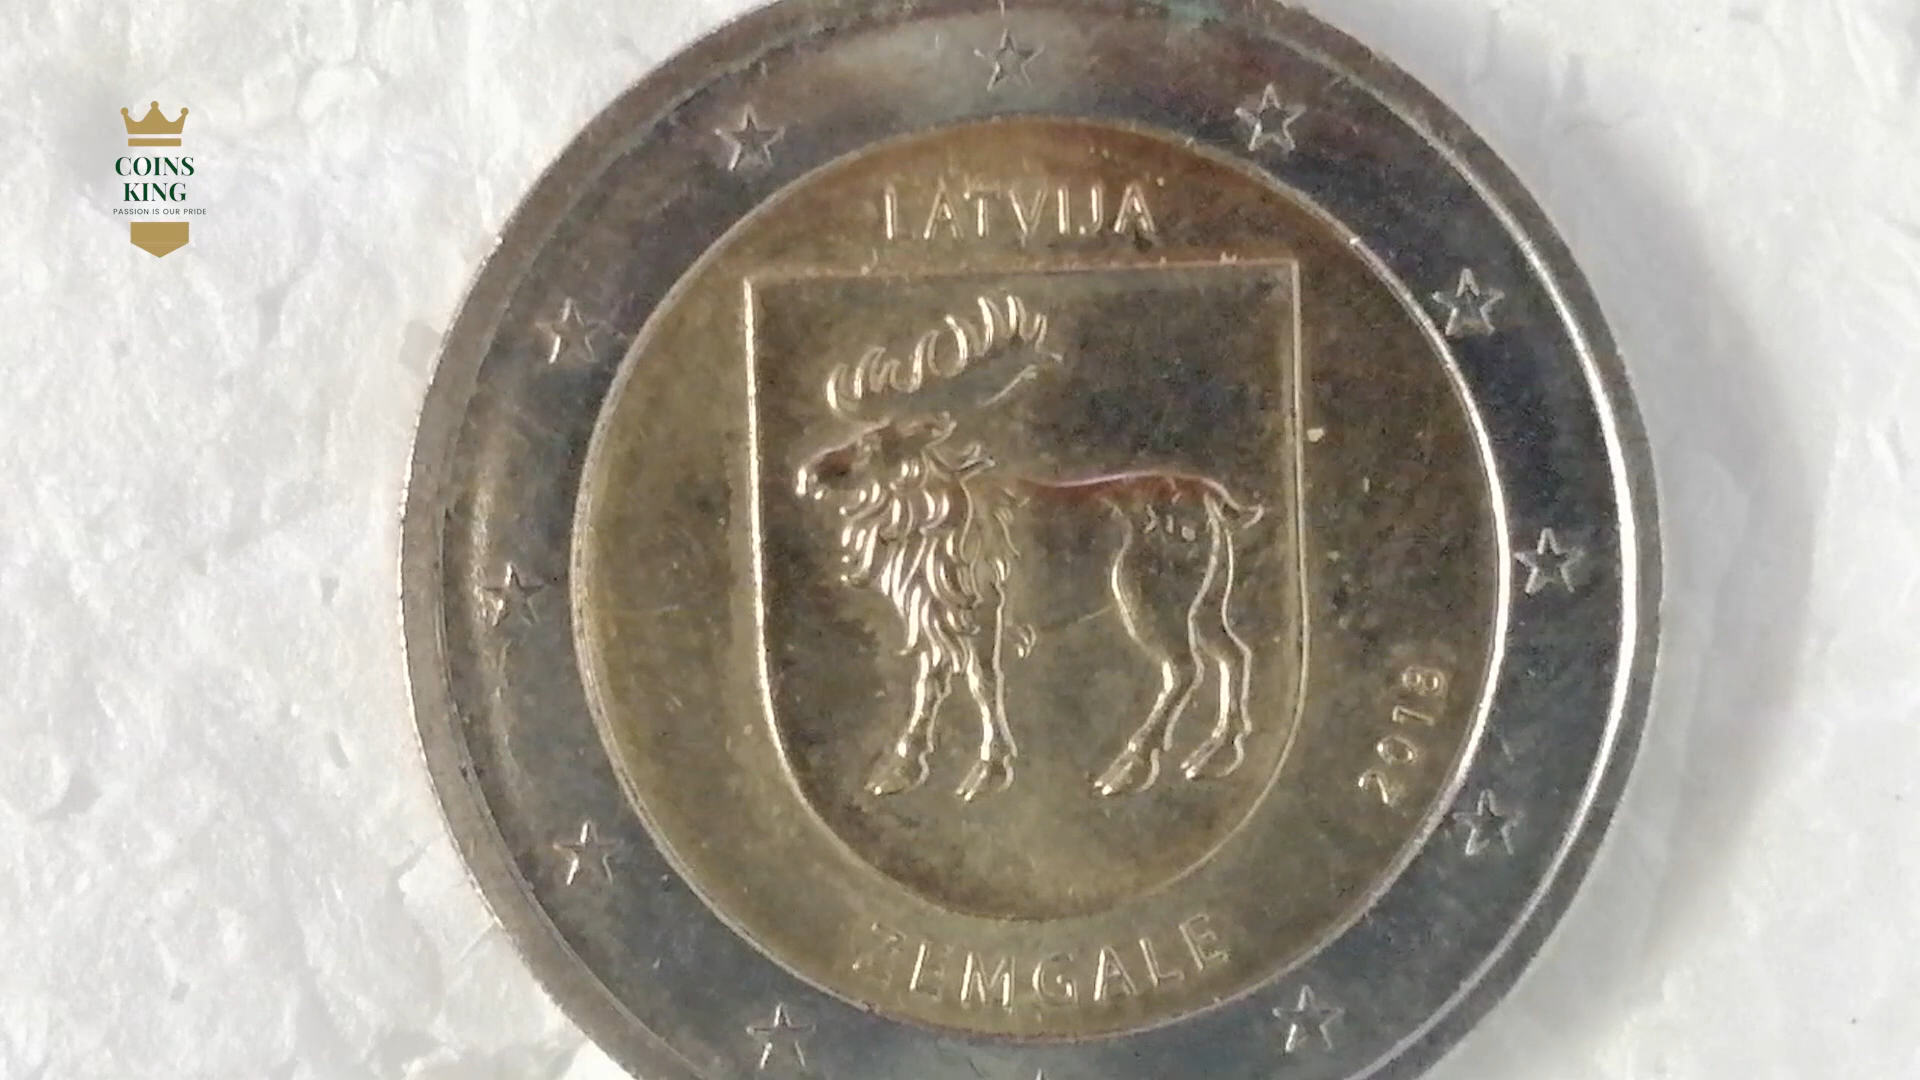 COINS
KING
PASSION IS OUR PRIDE
LATVIJA
2018
ZEMGALE